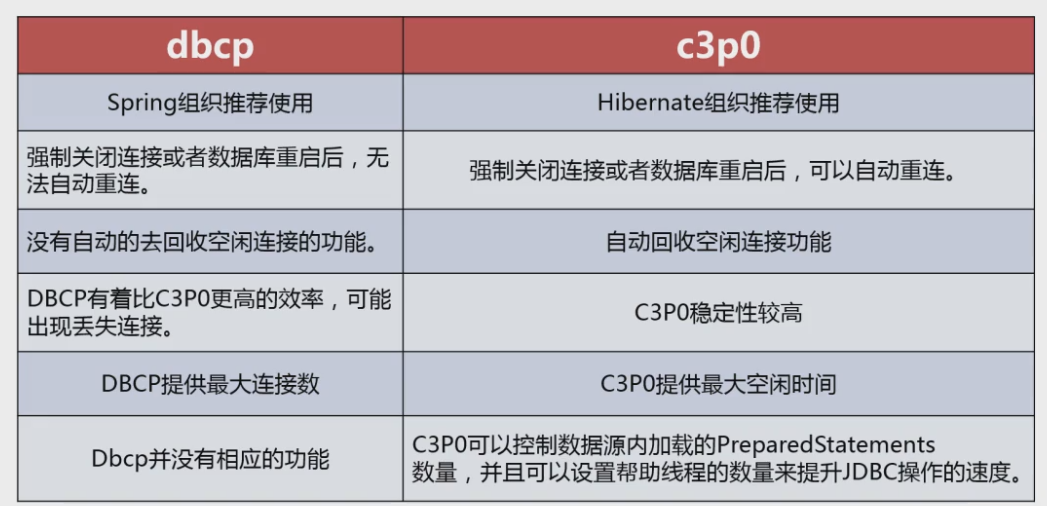 dbcp
c3p0
Spring组织推荐使用
Hibernate组织推荐使用
强制关闭连接或者数据库重启后，无
法自动重连。
强制关闭连接或者数据库重启后，可以自动重连。
没有自动的去回收空闲连接的功能。
自动回收空闲连接功能
DBCP有着比C3P0更高的效率，可能
出现丢失连接。
C3P0稳定性较高
DBCP提供最大连接数
C3P0提供最大空闲时间
Dbcp并没有相应的功能
C3P0可以控制数据源内加载的PreparedStatements
数量，并且可以设置帮助线程的数量来提升JDBC操作的速度。